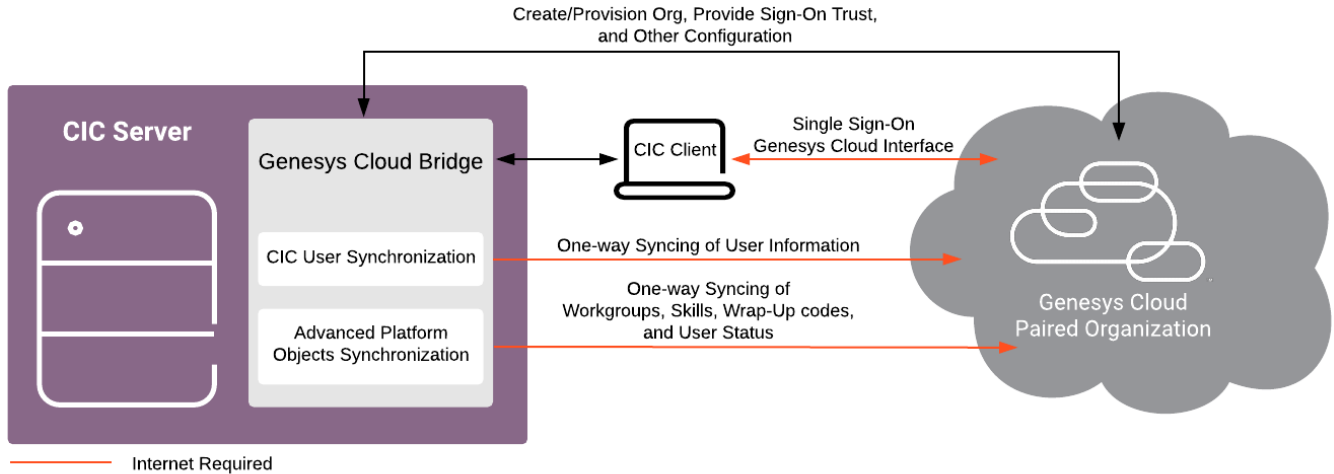 Create/Provision Org, Provide Sign-On Trust,
and Other Configuration
CIC Server
Genesys Cloud Bridge
CIC Client
Single Sign-On
Genesys Cloud Interface
CIC User Synchronization
One-way Syncing of User Information
One-way Syncing of
Workgroups, Skills, Wrap-Up codes,
and User Status
Advanced Platform
Objects Synchronization
Genesys Cloud
Paired Organization
Internet Required